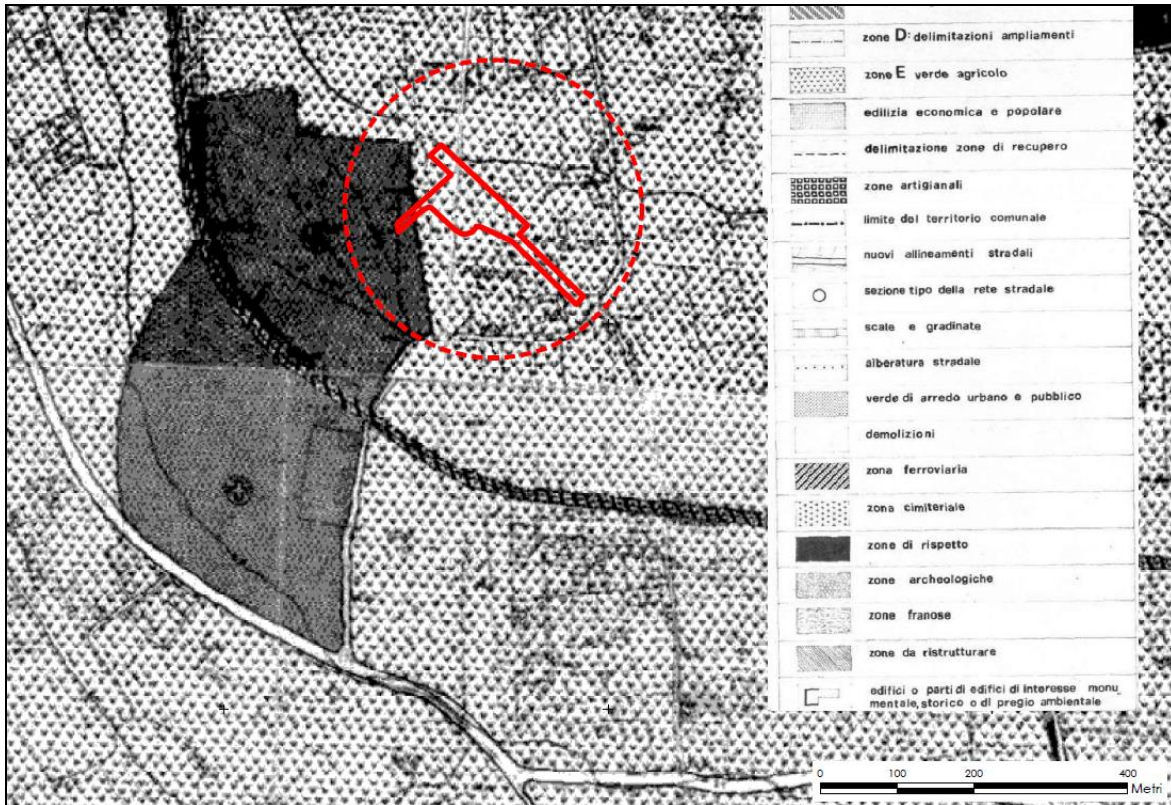 zone D: delimitazioni ampliamenti
zone E verde agricolo
edilizia economica e popolare
delimitazione zone di recupero
zone artigianali
limite del territorio comunale
nuovi allineamenti stradali
sezione tipo della rete stradale
scale e gradinate
alberatura stradale
verde di arredo urbano e pubblico
demolizioni
zona ferroviaria
zona cimiteriale
zone di rispetto
zone archeologiche
zone franose
zone da ristrutturare
edifici o parti di edifici di interesse monu_
mentale, storico o di pregio ambientale
0 100 200 400
Metri